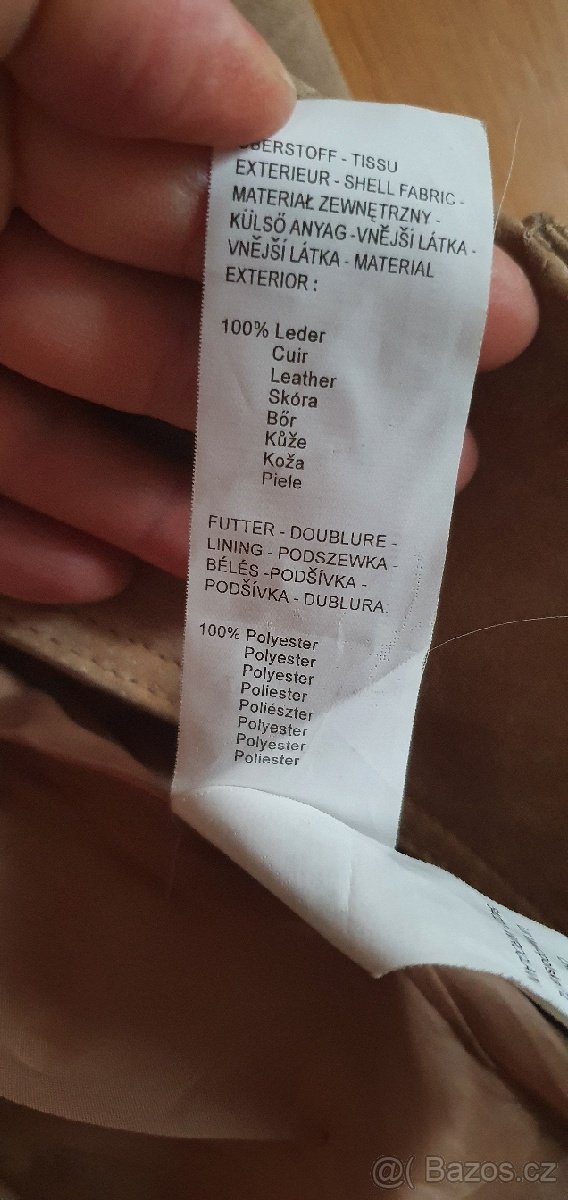 OBERSTOFF - TISSU
EXTERIEUR - SHELL FABRIC -
MATERIAŁ ZEWNĘTRZNY -
KÜLSŐ ANYAG -VNĚJŠÍ LÁTKA -
VNĚJŠÍ LÁTKA - MATERIAL
EXTERIOR :
100% Leder
Cuir
Leather
Skóra
Bőr
Kůže
Koža
Piele
FUTTER - DOUBLURE -
LINING - PODSZEWKA -
BÉLÉS -PODŠÍVKA -
PODŠÍVKA - DUBLURA:
100% Polyester
Polyester
Polyester
Poliester
Poliészter
Polyester
Polyester
Poliester
@( Bazos.cz